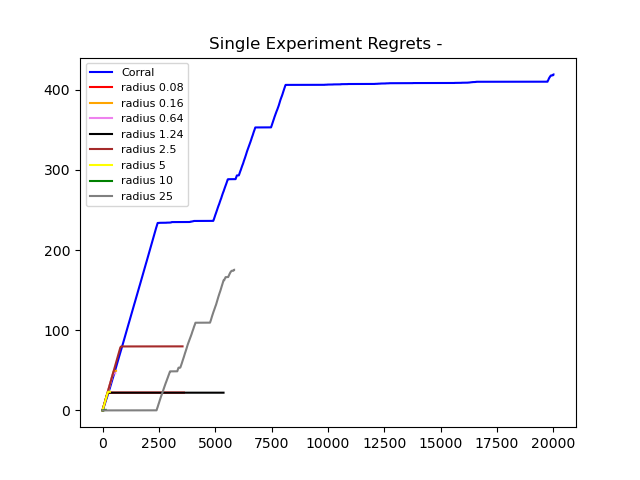 Single Experiment Regrets -
Corral
radius 0.08
radius 0.16
radius 0.64
radius 1.24
radius 2.5
radius 5
radius 10
radius 25
400
300
200
100
0
0 2500 5000 7500 10000 12500 15000 17500 20000